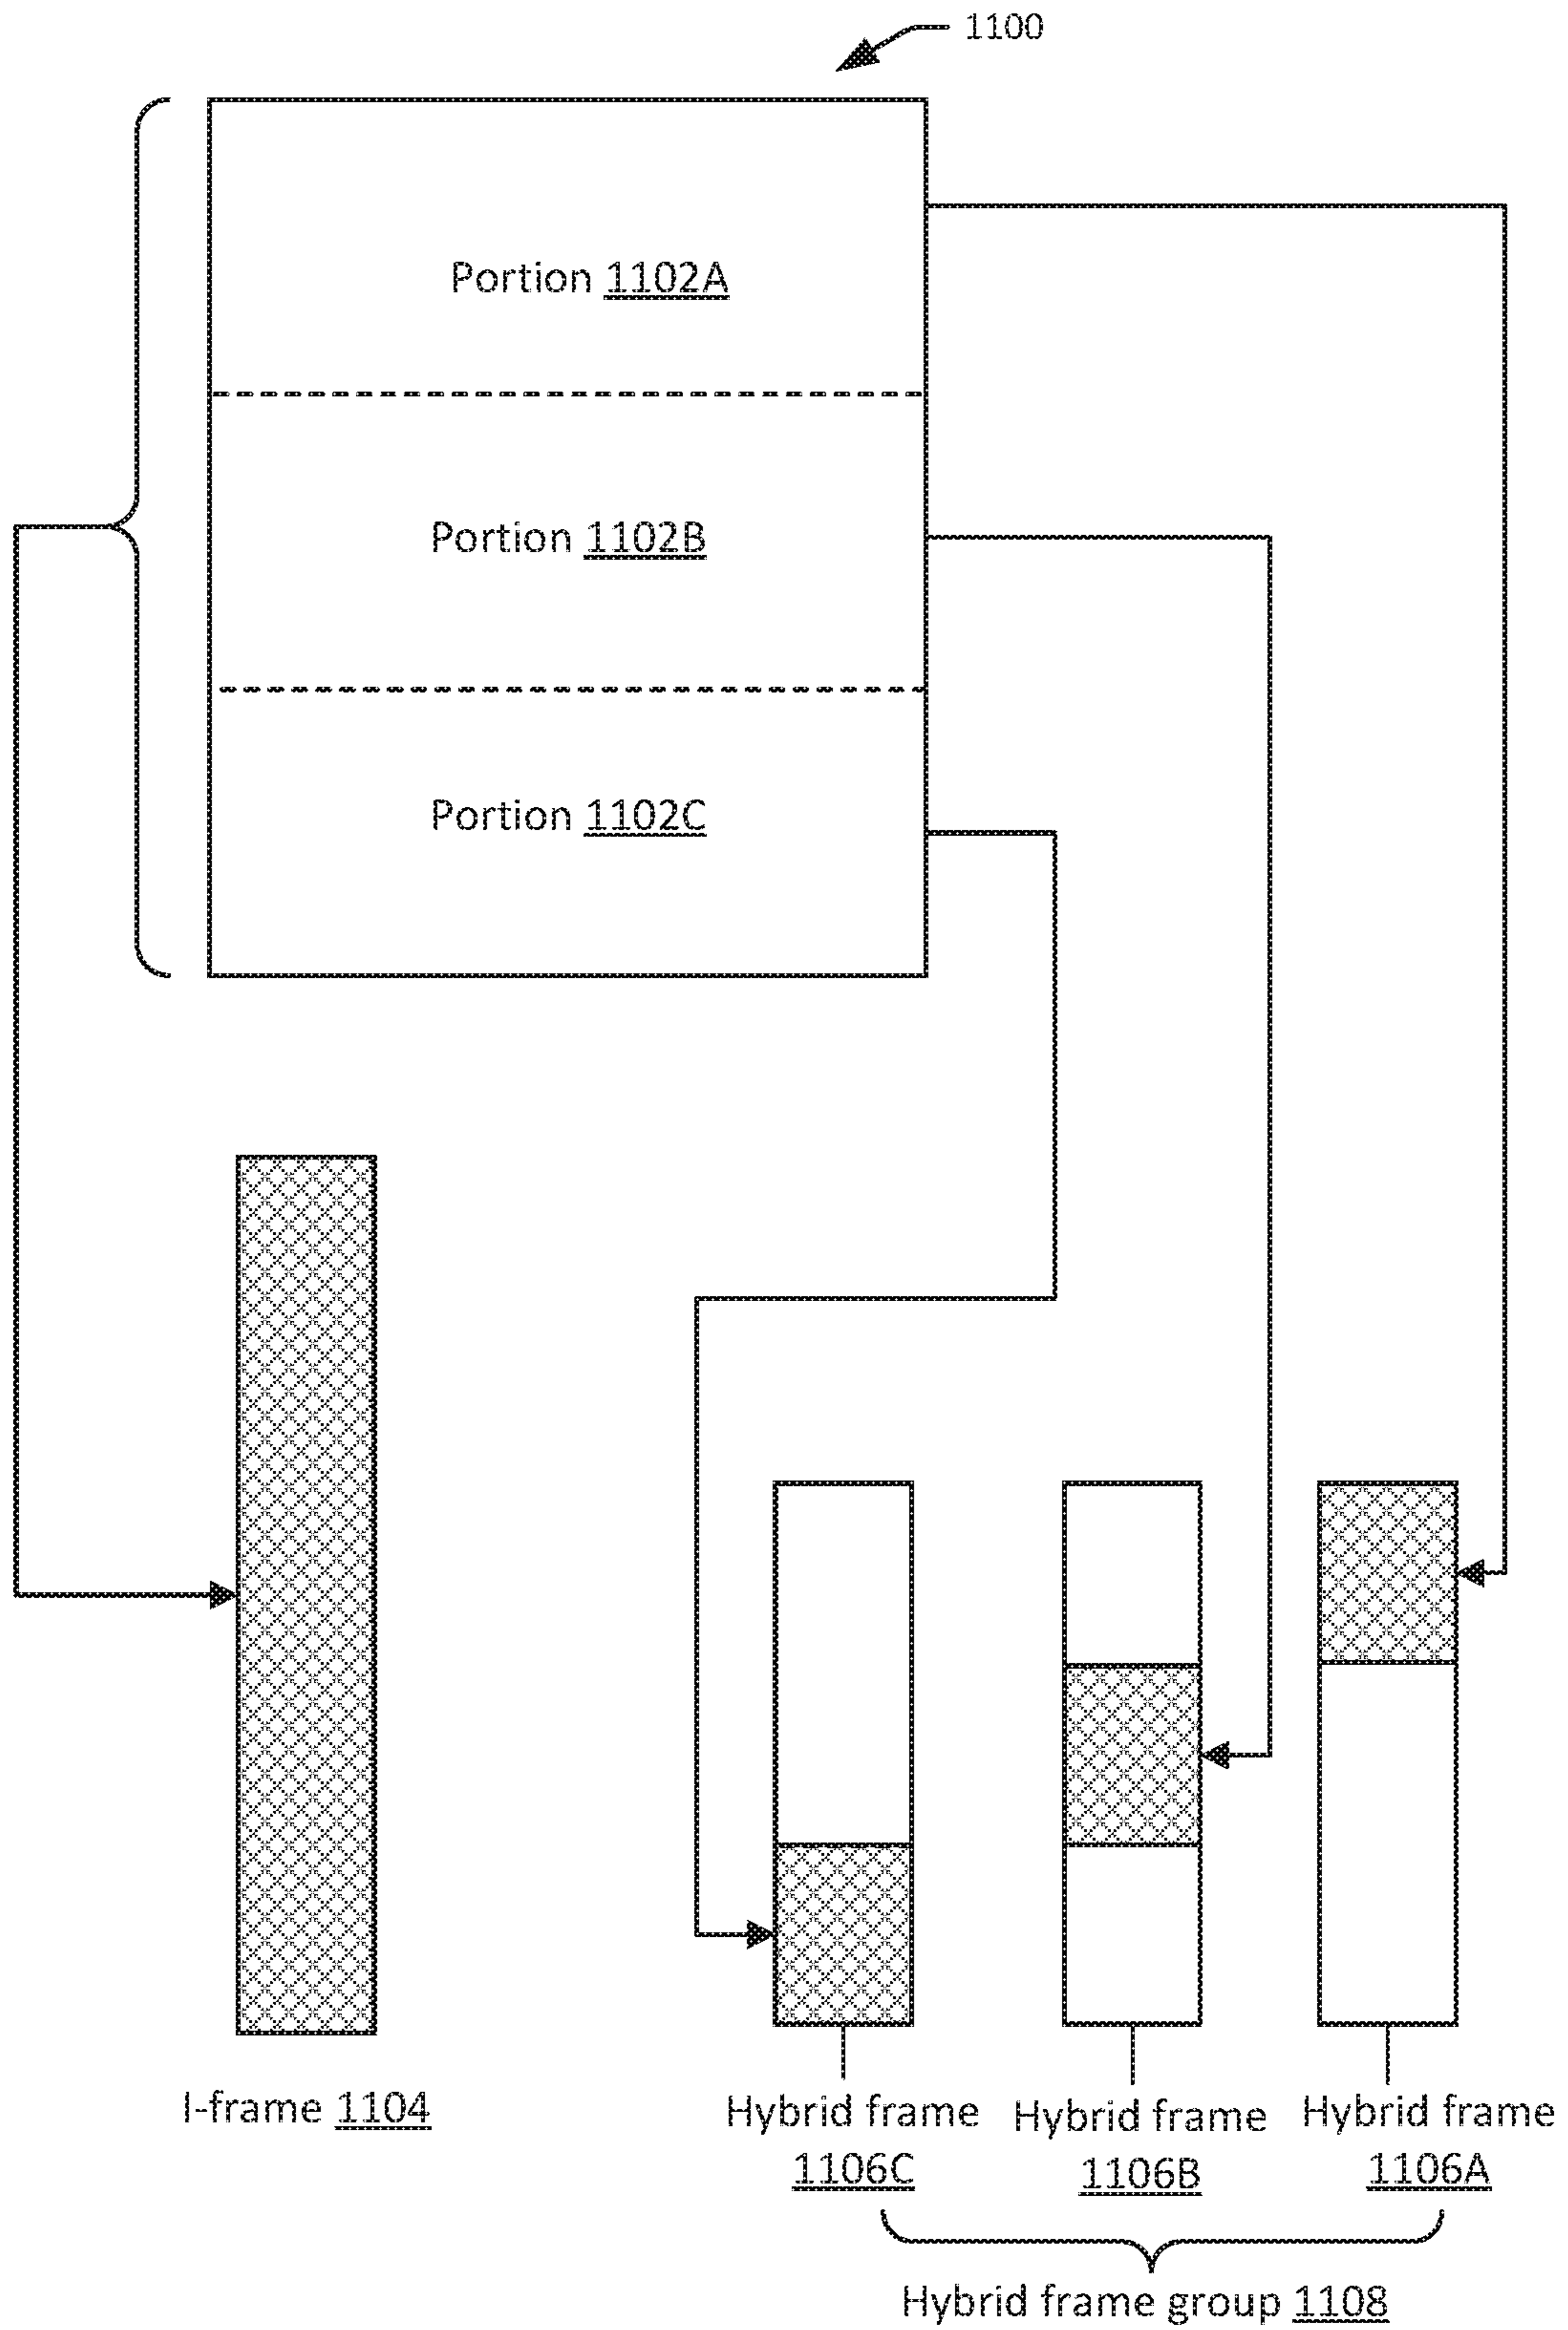 1100
Portion 1102A
Portion 1102B
Portion 1102C
I-frame 1104
Hybrid frame
1106C
Hybrid frame
1106B
Hybrid frame
1106A
Hybrid frame group 1108